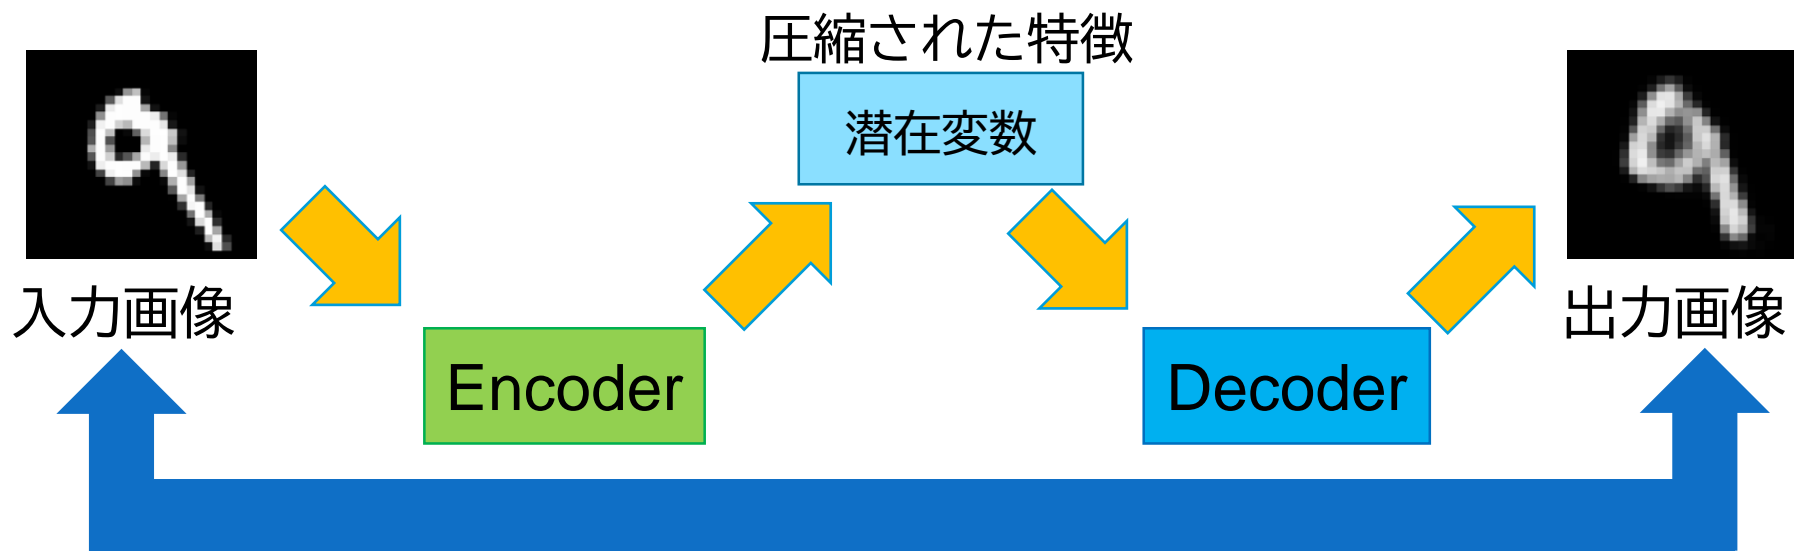 圧縮された特徴
潜在変数
入力画像
出力画像
Encoder
Decoder